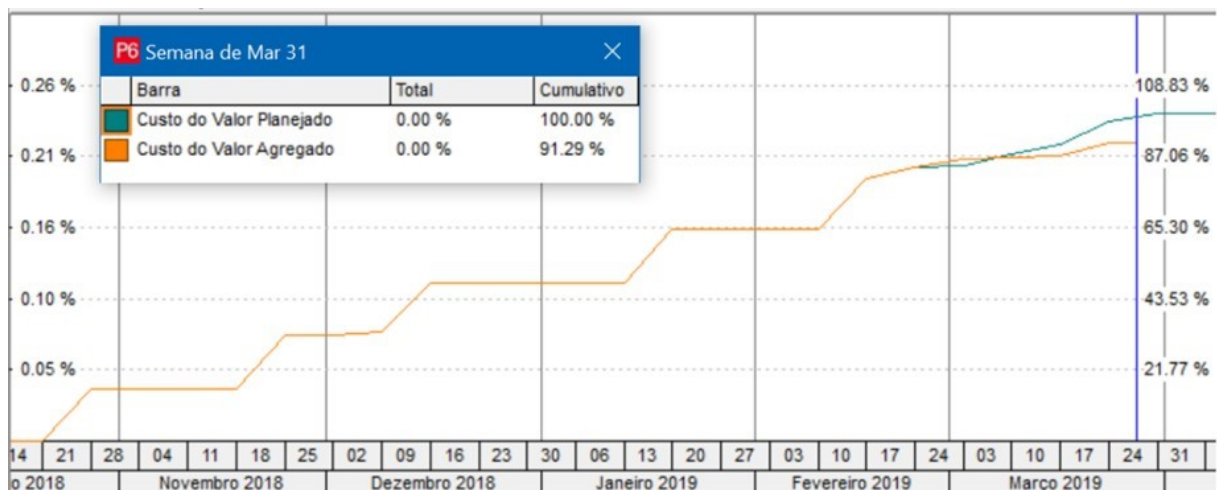 P6 Semana de Mar 31
Barra Total Cumulativo
Custo do Valor Planejado 0.00 % 100.00 %
Custo do Valor Agregado 0.00 % 91.29 %
0.26 % 108.83 %
0.21 % 87.06 %
0.16 % 65.30 %
0.10 % 43.53 %
0.05 % 21.77 %
14 21 28 04 11 18 25 02 09 16 23 30 06 13 20 27 03 10 17 24 03 10 17 24 31
o 2018 Novembro 2018 Dezembro 2018 Janeiro 2019 Fevereiro 2019 Março 2019